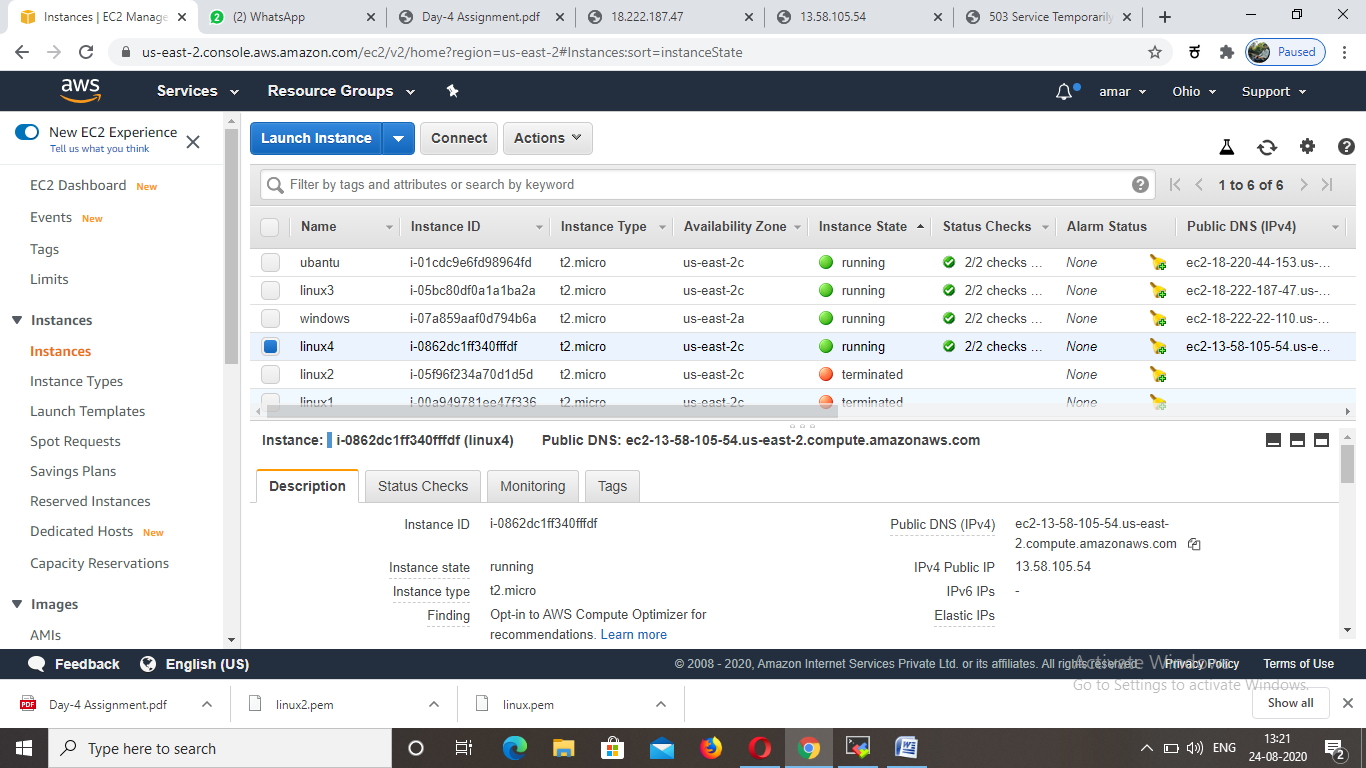 Instances | EC2 Manage
(2) WhatsApp
Day-4 Assignment.pdf
18.222.187.47
13.58.105.54
503 Service Temporarily
us-east-2.console.aws.amazon.com/ec2/v2/home?region=us-east-2#Instances:sort=instanceState
Paused
aws Services Resource Groups amar Ohio Support
New EC2 Experience
Tell us what you think
EC2 Dashboard New
Events New
Tags
Limits
Instances
Instances
Instance Types
Launch Templates
Spot Requests
Savings Plans
Reserved Instances
Dedicated Hosts New
Capacity Reservations
Images
AMIs
Launch Instance Connect Actions
Filter by tags and attributes or search by keyword
1 to 6 of 6
Name Instance ID Instance Type Availability Zone Instance State Status Checks Alarm Status Public DNS (IPv4)
ubantu i-01cdc9e6fd98964fd t2.micro us-east-2c running 2/2 checks ... None ec2-18-220-44-153.us-...
linux3 i-05bc80df0a1a1ba2a t2.micro us-east-2c running 2/2 checks ... None ec2-18-222-187-47.us-...
windows i-07a859aaf0d794b6a t2.micro us-east-2a running 2/2 checks ... None ec2-18-222-22-110.us-...
linux4 i-0862dc1ff340fffdf t2.micro us-east-2c running 2/2 checks ... None ec2-13-58-105-54.us-e...
linux2 i-05f96f234a70d1d5d t2.micro us-east-2c terminated None
linux1 i-00a949781ee47f336 t2.micro us-east-2c terminated None
Instance: i-0862dc1ff340fffdf (linux4) Public DNS: ec2-13-58-105-54.us-east-2.compute.amazonaws.com
Description Status Checks Monitoring Tags
Instance ID i-0862dc1ff340fffdf
Public DNS (IPv4) ec2-13-58-105-54.us-east-
2.compute.amazonaws.com
Instance state running
IPv4 Public IP 13.58.105.54
Instance type t2.micro
IPv6 IPs -
Finding Opt-in to AWS Compute Optimizer for
recommendations. Learn more
Elastic IPs
Feedback English (US) © 2008 - 2020, Amazon Internet Services Private Ltd. or its affiliates. All rights reserved. Privacy Policy Terms of Use
Activate Windows
Go to Settings to activate Windows.
Day-4 Assignment.pdf linux2.pem linux.pem Show all
Type here to search
ENG
13:21
24-08-2020
2